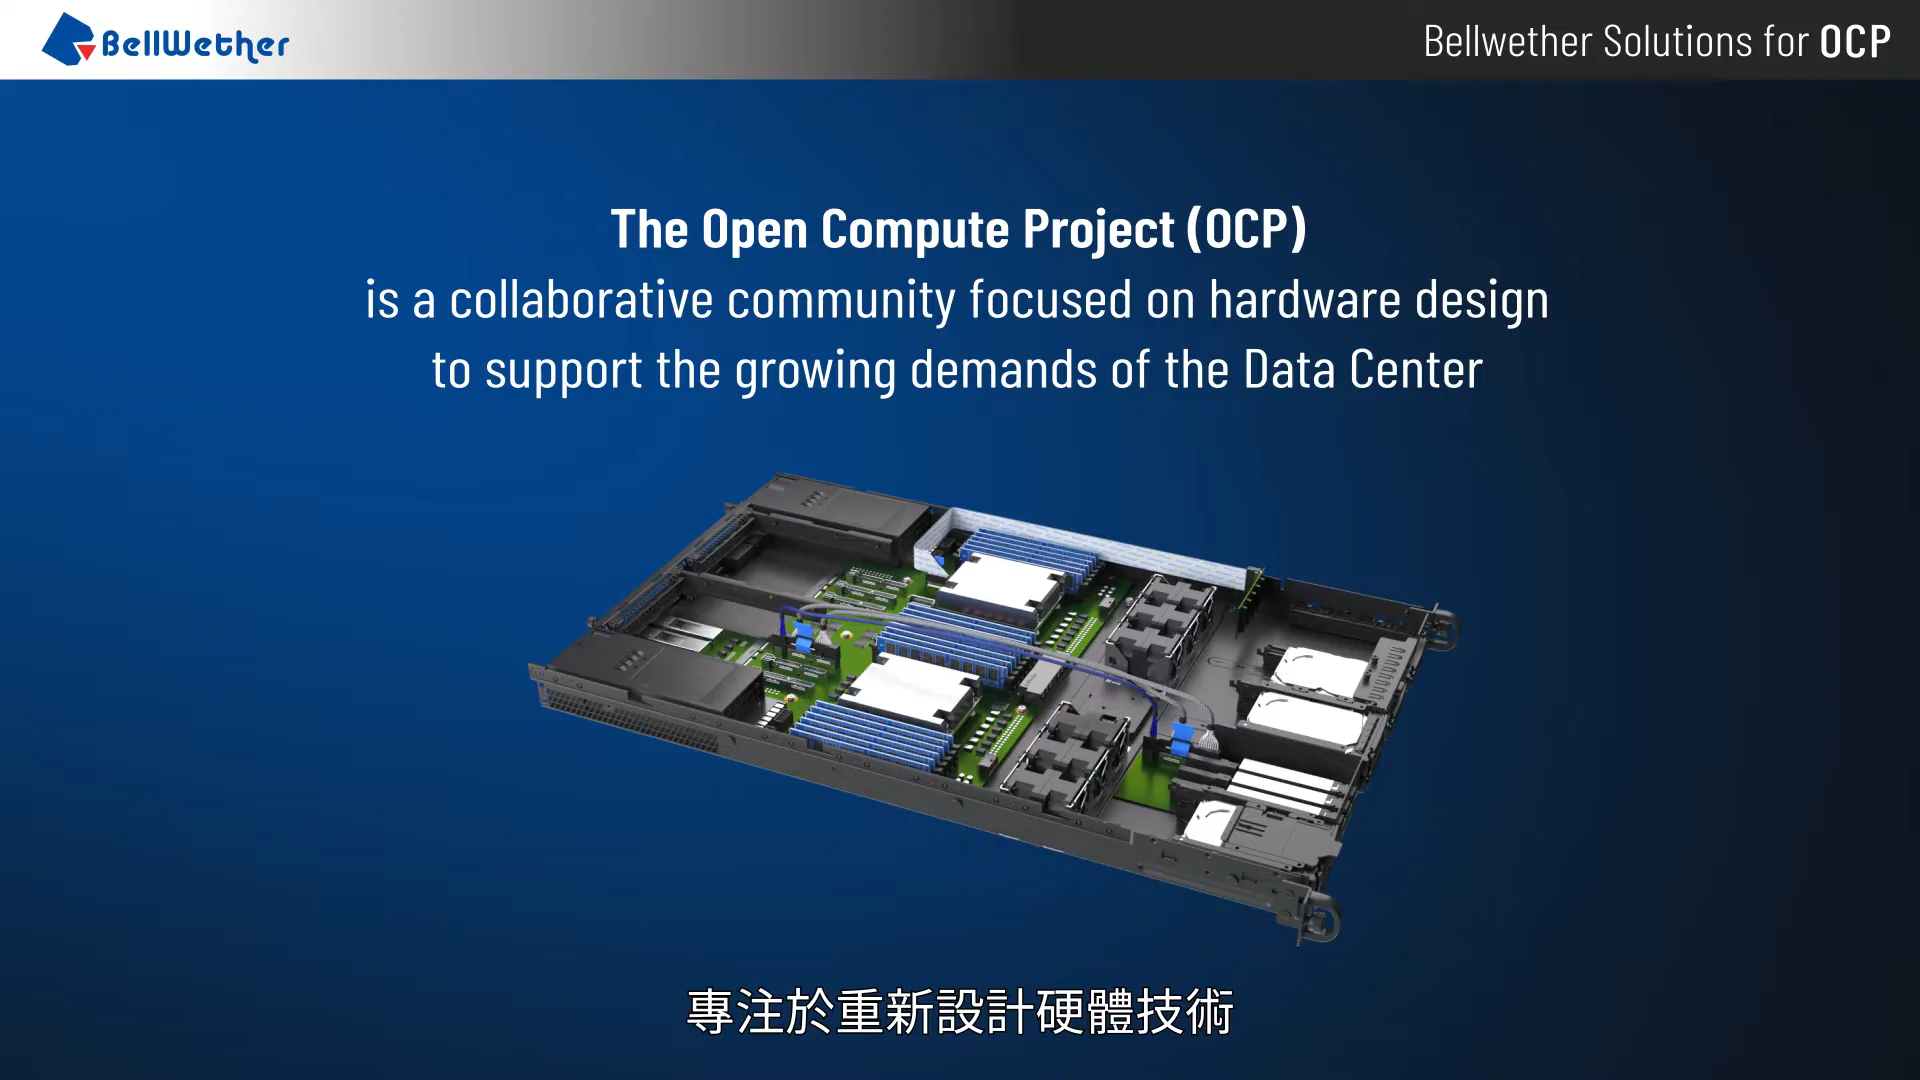 BellWether
Bellwether Solutions for OCP
The Open Compute Project (OCP)
is a collaborative community focused on hardware design
to support the growing demands of the Data Center
專注於重新設計硬體技術